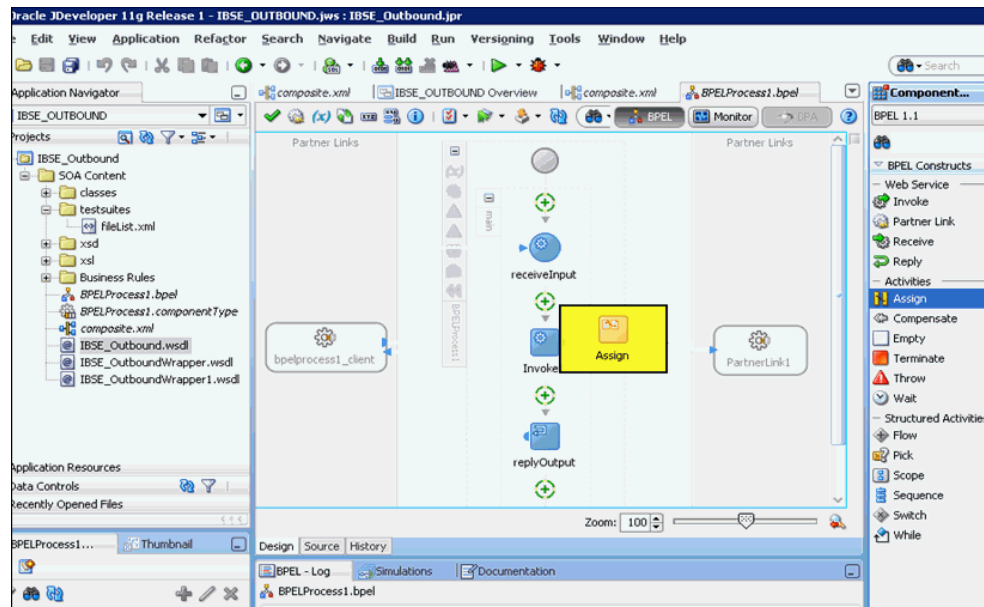 Oracle JDeveloper 11g Release 1 - IBSE_OUTBOUND.jws : IBSE_Outbound.jpr
Edit View Application Refactor Search Navigate Build Run Versioning Tools Window Help
Search
Application Navigator
composite.xml
IBSE_OUTBOUND Overview
composite.xml
BPELProcess1.bpel
Component...
IBSE_OUTBOUND
BPEL
Monitor
BPA
BPEL 1.1
Projects
IBSE_Outbound
SOA Content
classes
testsuites
fileList.xml
xsd
xsl
Business Rules
BPELProcess1.bpel
BPELProcess1.componentType
composite.xml
IBSE_Outbound.wsdl
IBSE_OutboundWrapper.wsdl
IBSE_OutboundWrapper1.wsdl
Application Resources
Data Controls
Recently Opened Files
BPELProcess1...
Thumbnail
Partner Links
Partner Links
main
BPELProcess1
receiveInput
bpelprocess1_client
Invoke
Assign
PartnerLink1
replyOutput
Zoom: 100
Design Source History
BPEL - Log
Simulations
Documentation
BPELProcess1.bpel
BPEL Constructs
Web Service
Invoke
Partner Link
Receive
Reply
Activities
Assign
Compensate
Empty
Terminate
Throw
Wait
Structured Activitie
Flow
Pick
Scope
Sequence
Switch
While